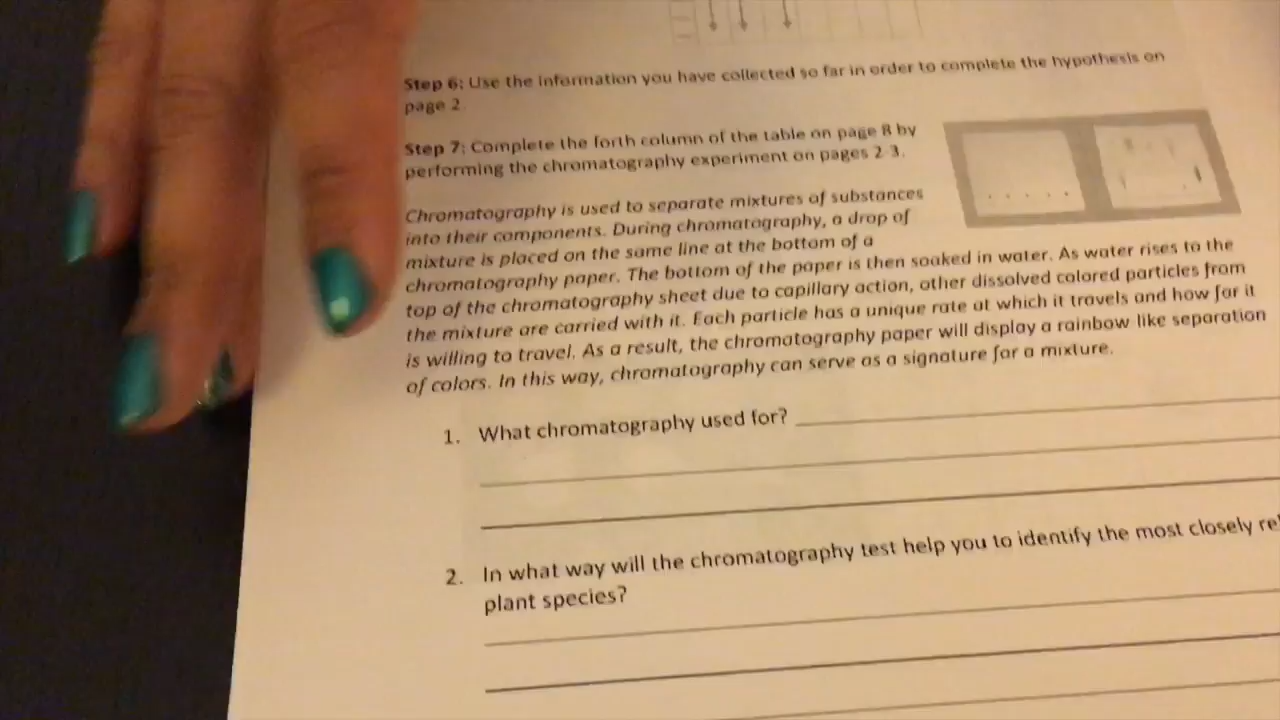 Step 6: Use the information you have collected so far in order to complete the hypothesis on
page 2.
Step 7: Complete the forth column of the table on page 8 by
performing the chromatography experiment on pages 2-3.
Chromatography is used to separate mixtures of substances
into their components. During chromatography, a drop of
mixture is placed on the same line at the bottom of a
chromatography paper. The bottom of the paper is then soaked in water. As water rises to the
top of the chromatography sheet due to capillary action, other dissolved colored particles from
the mixture are carried with it. Each particle has a unique rate at which it travels and how far it
is willing to travel. As a result, the chromatography paper will display a rainbow-like separation
of colors. In this way, chromatography can serve as a signature for a mixture.
1. What chromatography used for?
2. In what way will the chromatography test help you to identify the most closely
plant species?